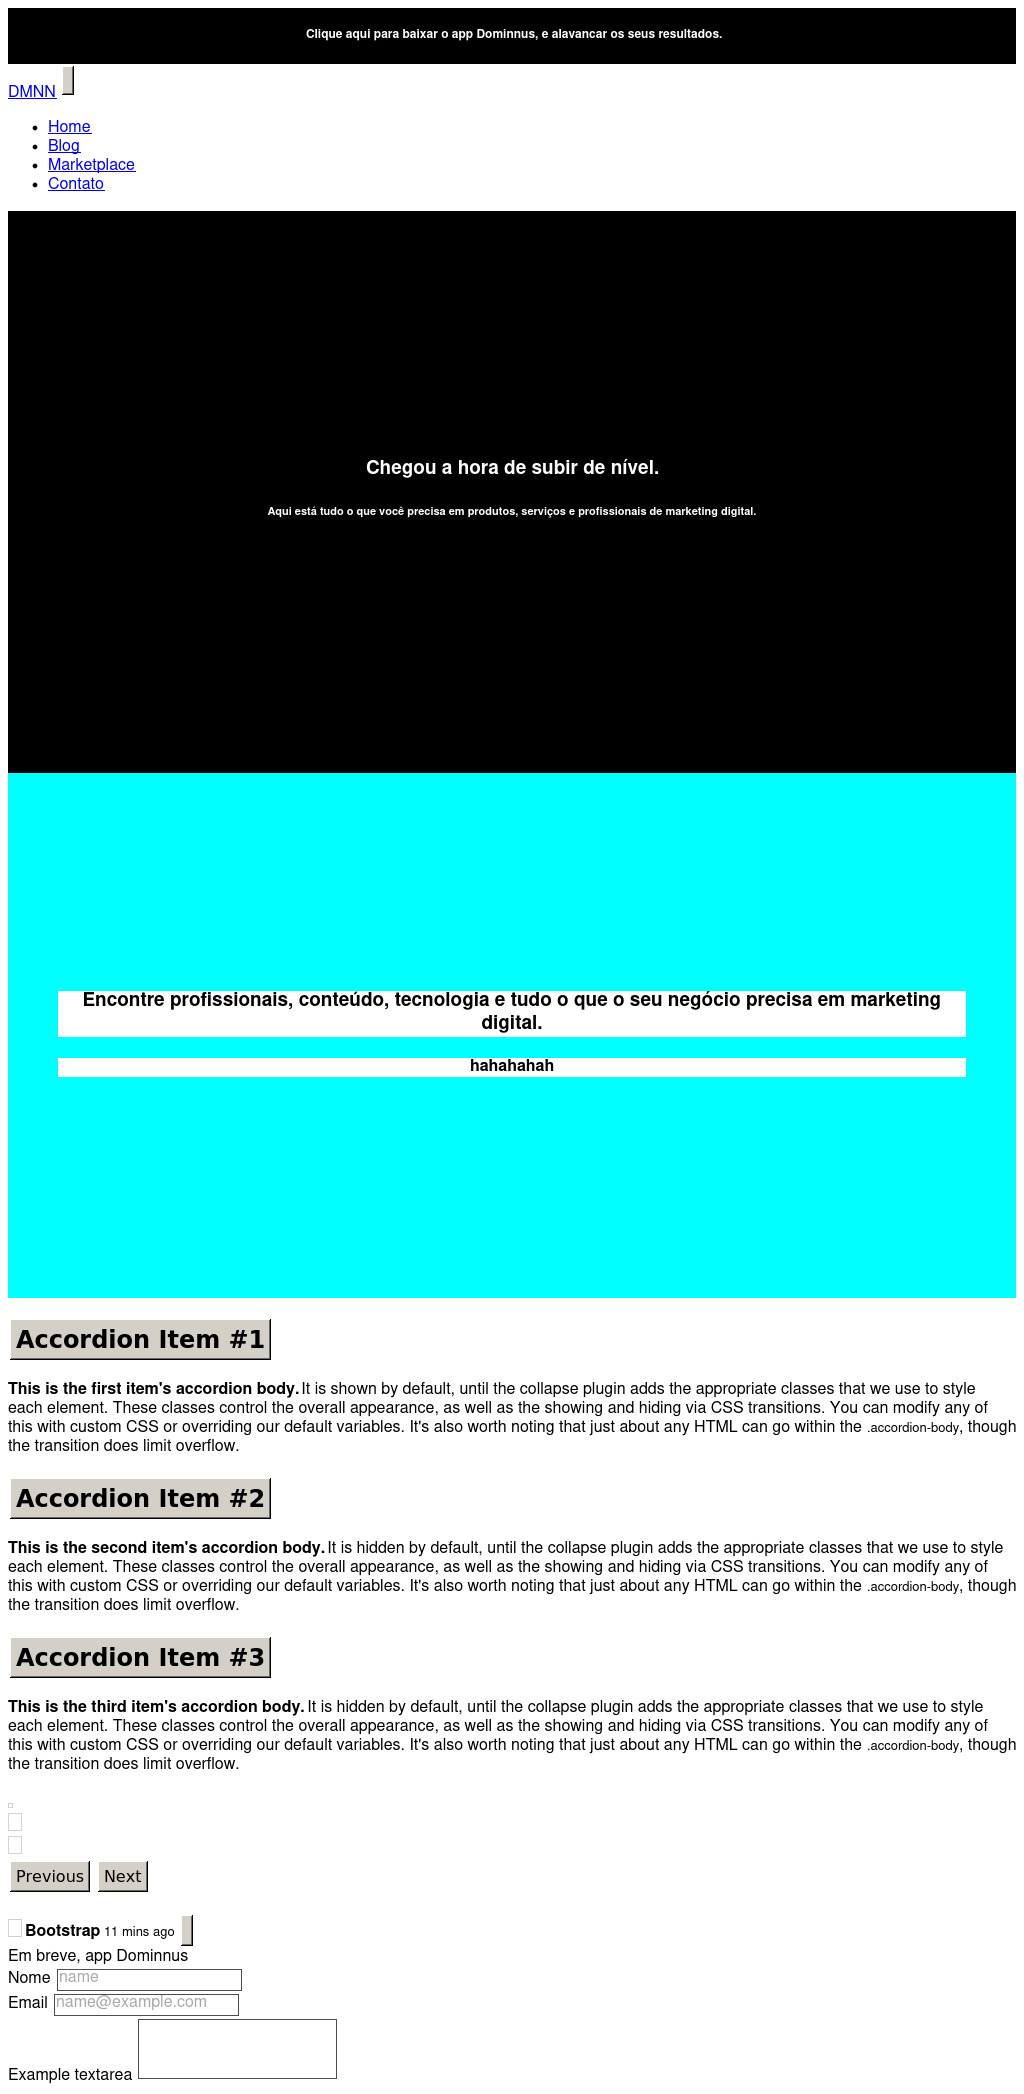 Clique aqui para baixar o app Dominnus, e alavancar os seus resultados.
DMNN
Home
Blog
Marketplace
Contato
Chegou a hora de subir de nível.
Aqui está tudo o que você precisa em produtos, serviços e profissionais de marketing digital.
Encontre profissionais, conteúdo, tecnologia e tudo o que o seu negócio precisa em marketing
digital.
hahahahah
Accordion Item #1
This is the first item's accordion body. It is shown by default, until the collapse plugin adds the appropriate classes that we use to style
each element. These classes control the overall appearance, as well as the showing and hiding via CSS transitions. You can modify any of
this with custom CSS or overriding our default variables. It's also worth noting that just about any HTML can go within the .accordion-body, though
the transition does limit overflow.
Accordion Item #2
This is the second item's accordion body. It is hidden by default, until the collapse plugin adds the appropriate classes that we use to style
each element. These classes control the overall appearance, as well as the showing and hiding via CSS transitions. You can modify any of
this with custom CSS or overriding our default variables. It's also worth noting that just about any HTML can go within the .accordion-body, though
the transition does limit overflow.
Accordion Item #3
This is the third item's accordion body. It is hidden by default, until the collapse plugin adds the appropriate classes that we use to style
each element. These classes control the overall appearance, as well as the showing and hiding via CSS transitions. You can modify any of
this with custom CSS or overriding our default variables. It's also worth noting that just about any HTML can go within the .accordion-body, though
the transition does limit overflow.
Previous Next
Bootstrap 11 mins ago
Em breve, app Dominnus
Nome name
Email name@example.com
Example textarea